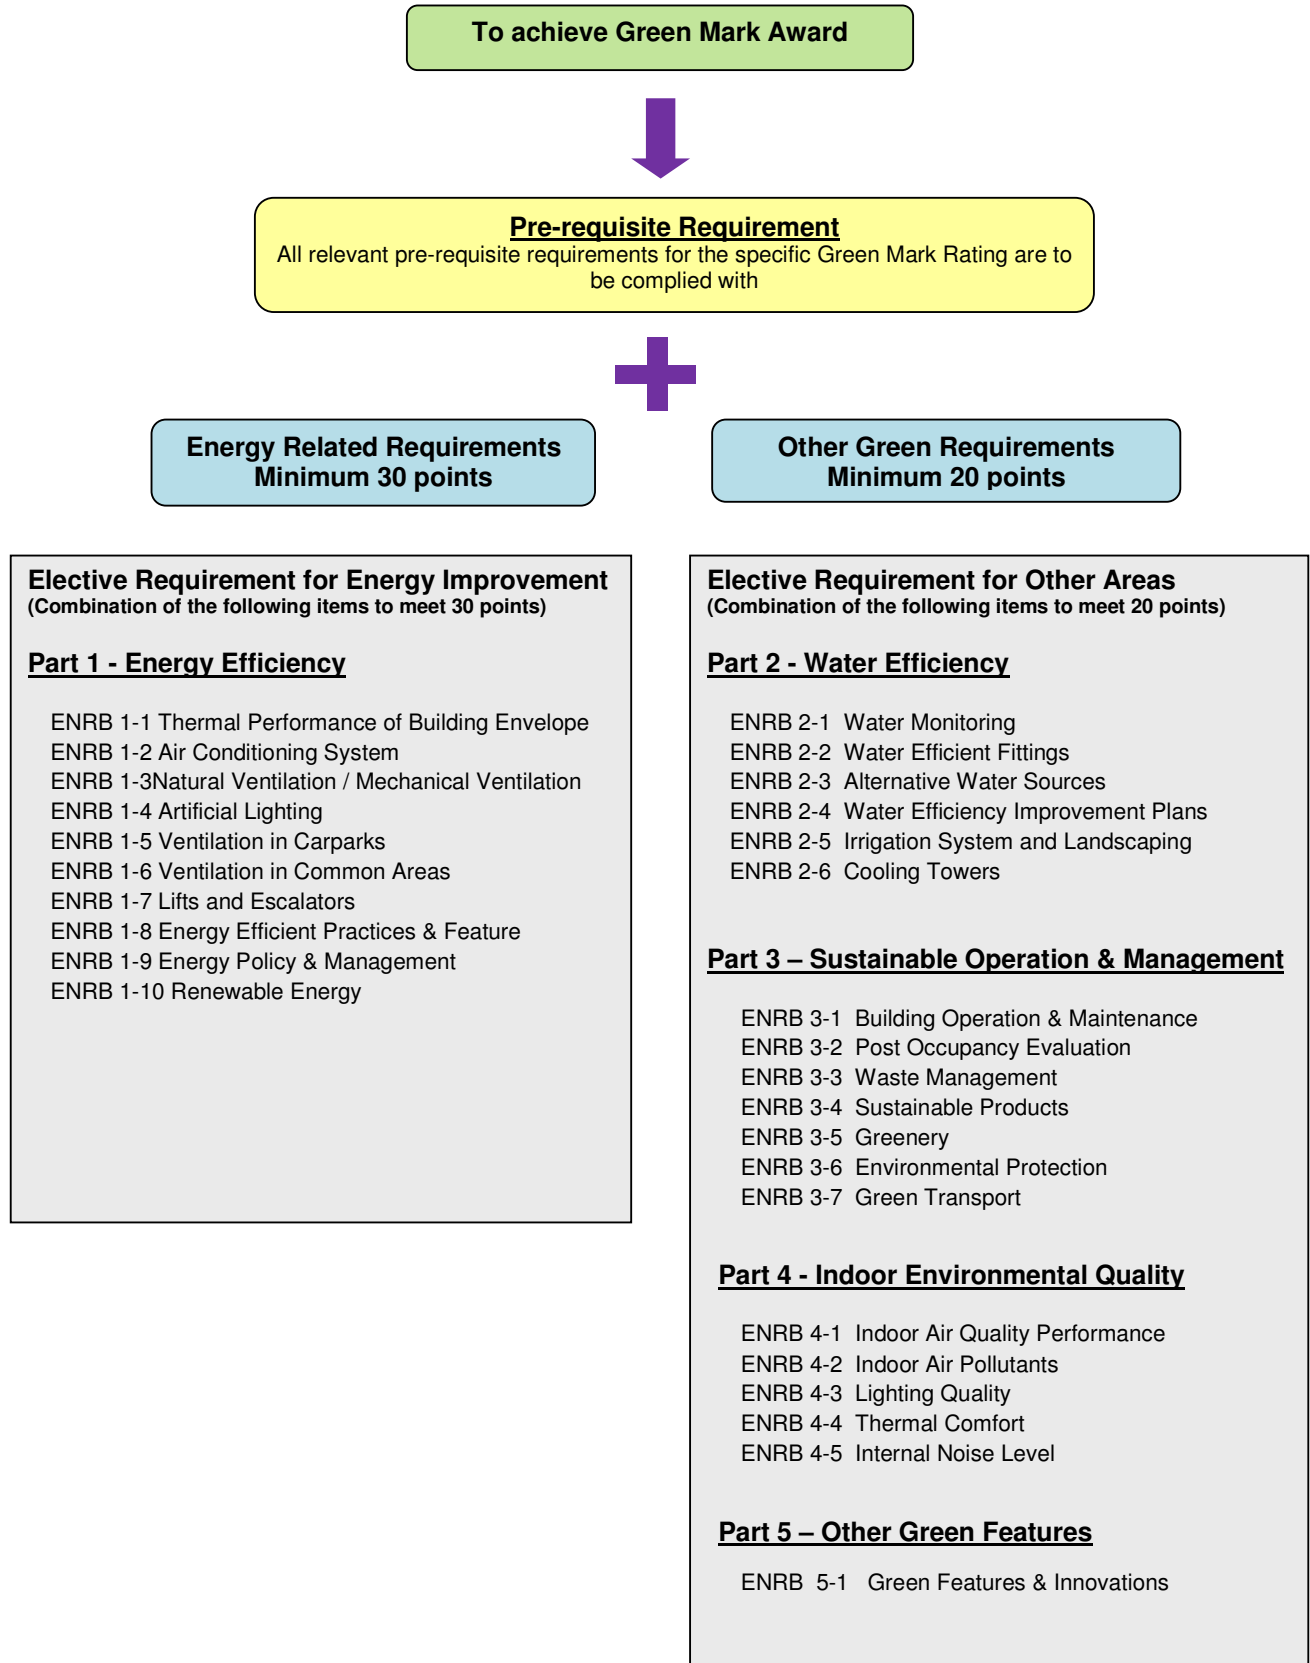 To achieve Green Mark Award
Pre-requisite Requirement
All relevant pre-requisite requirements for the specific Green Mark Rating are to
be complied with
Energy Related Requirements
Minimum 30 points
Other Green Requirements
Minimum 20 points
Elective Requirement for Energy Improvement
(Combination of the following items to meet 30 points)
Part 1 - Energy Efficiency
ENRB 1-1 Thermal Performance of Building Envelope
ENRB 1-2 Air Conditioning System
ENRB 1-3Natural Ventilation / Mechanical Ventilation
ENRB 1-4 Artificial Lighting
ENRB 1-5 Ventilation in Carparks
ENRB 1-6 Ventilation in Common Areas
ENRB 1-7 Lifts and Escalators
ENRB 1-8 Energy Efficient Practices & Feature
ENRB 1-9 Energy Policy & Management
ENRB 1-10 Renewable Energy
Elective Requirement for Other Areas
(Combination of the following items to meet 20 points)
Part 2 - Water Efficiency
ENRB 2-1 Water Monitoring
ENRB 2-2 Water Efficient Fittings
ENRB 2-3 Alternative Water Sources
ENRB 2-4 Water Efficiency Improvement Plans
ENRB 2-5 Irrigation System and Landscaping
ENRB 2-6 Cooling Towers
Part 3 – Sustainable Operation & Management
ENRB 3-1 Building Operation & Maintenance
ENRB 3-2 Post Occupancy Evaluation
ENRB 3-3 Waste Management
ENRB 3-4 Sustainable Products
ENRB 3-5 Greenery
ENRB 3-6 Environmental Protection
ENRB 3-7 Green Transport
Part 4 - Indoor Environmental Quality
ENRB 4-1 Indoor Air Quality Performance
ENRB 4-2 Indoor Air Pollutants
ENRB 4-3 Lighting Quality
ENRB 4-4 Thermal Comfort
ENRB 4-5 Internal Noise Level
Part 5 – Other Green Features
ENRB 5-1 Green Features & Innovations